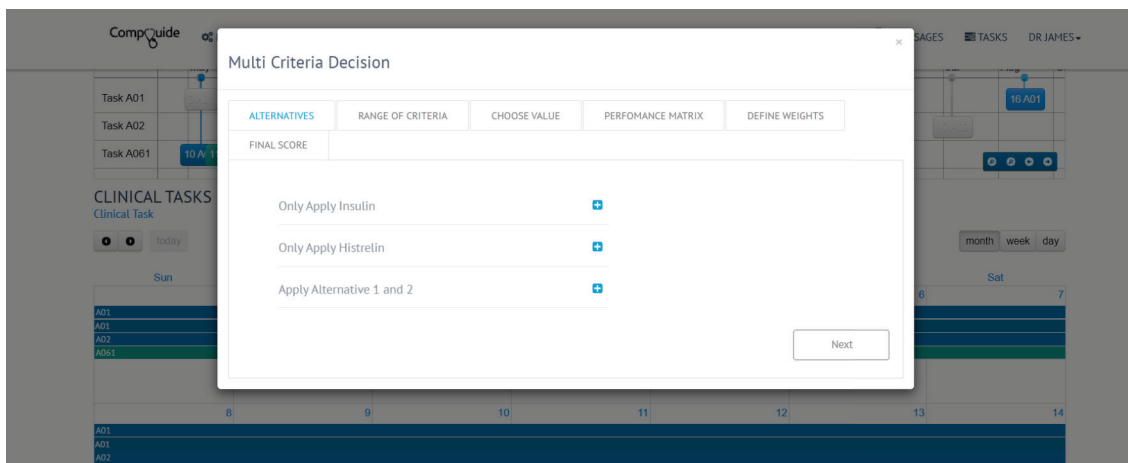 CompGuide
SAGES TASKS DR JAMES
×
Multi Criteria Decision
Task A01
16 A01
Task A02
Task A061
ALTERNATIVES RANGE OF CRITERIA CHOOSE VALUE PERFOMANCE MATRIX DEFINE WEIGHTS
FINAL SCORE
CLINICAL TASKS
Clinical Task
today
month week day
Only Apply Insulin
Only Apply Histrelin
Apply Alternative 1 and 2
Next
Sun Sat
6 7
A01
A01
A02
A061
8 9 10 11 12 13 14
A01
A01
A02